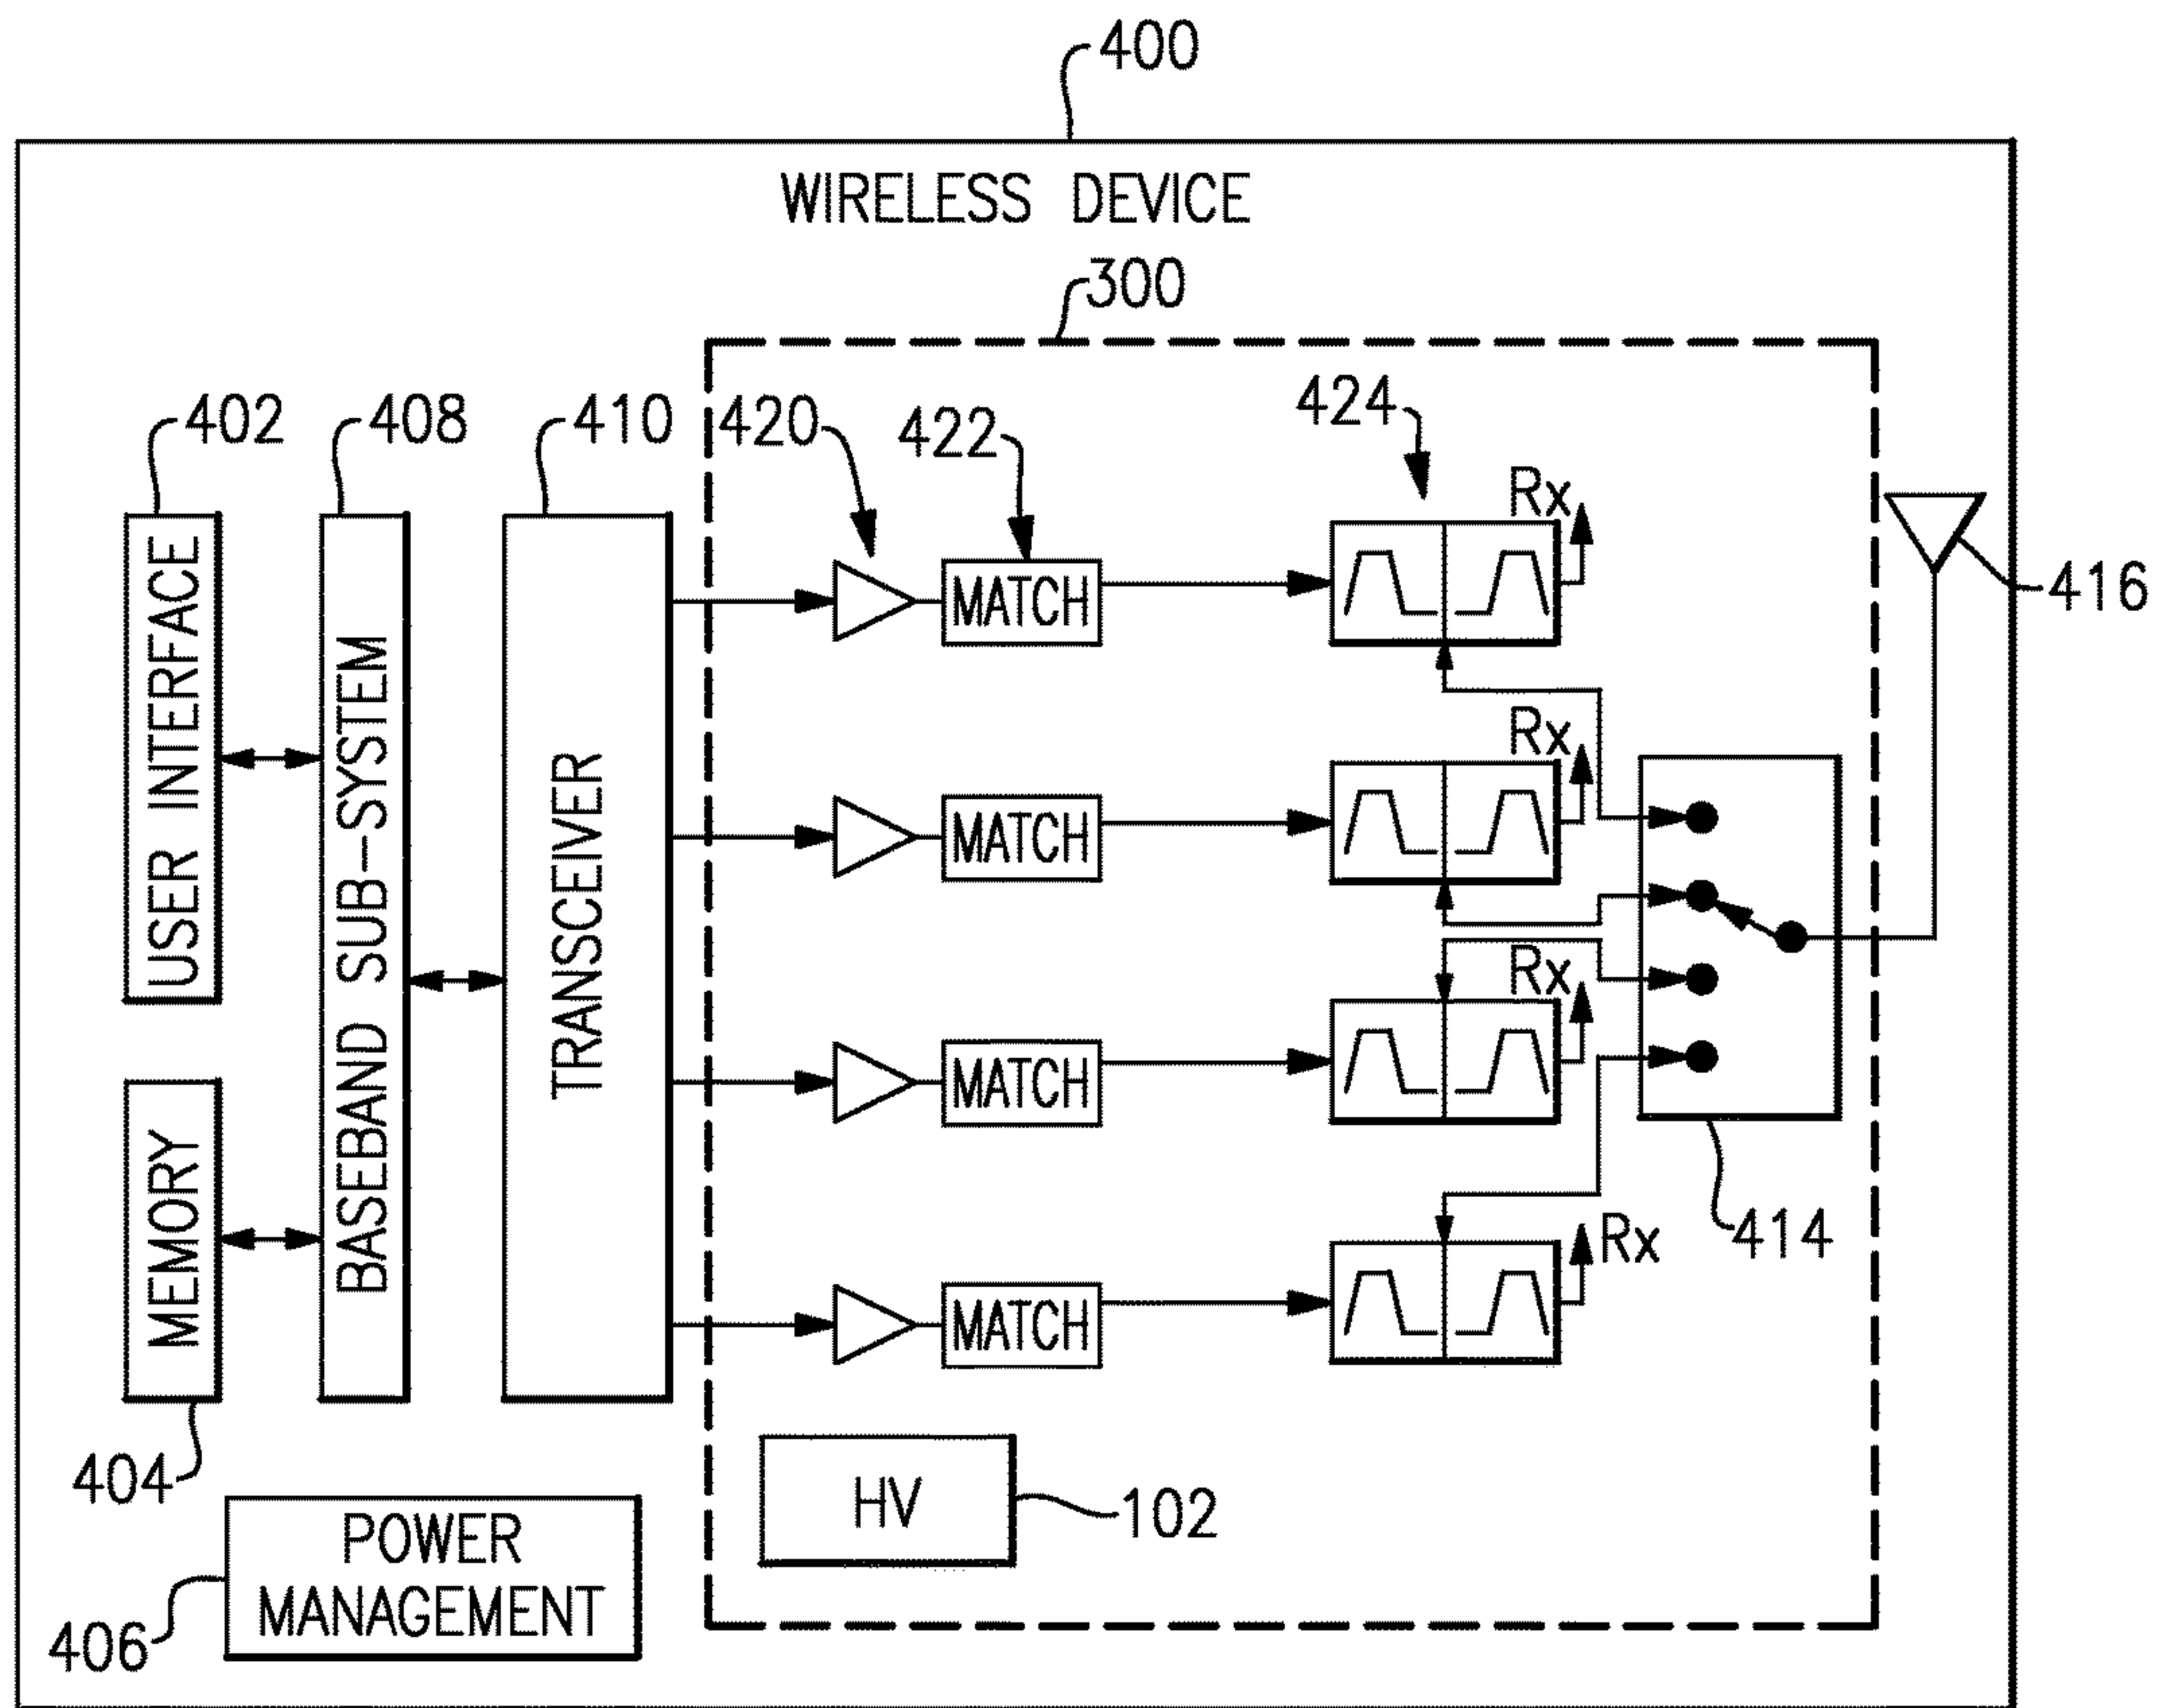 400
WIRELESS DEVICE
300
402
408
410
420
422
424
Rx
416
USER INTERFACE
BASEBAND SUB-SYSTEM
TRANSCEIVER
MATCH
Rx
MATCH
Rx
MATCH
Rx
MATCH
414
MEMORY
404
HV
102
POWER
MANAGEMENT
406